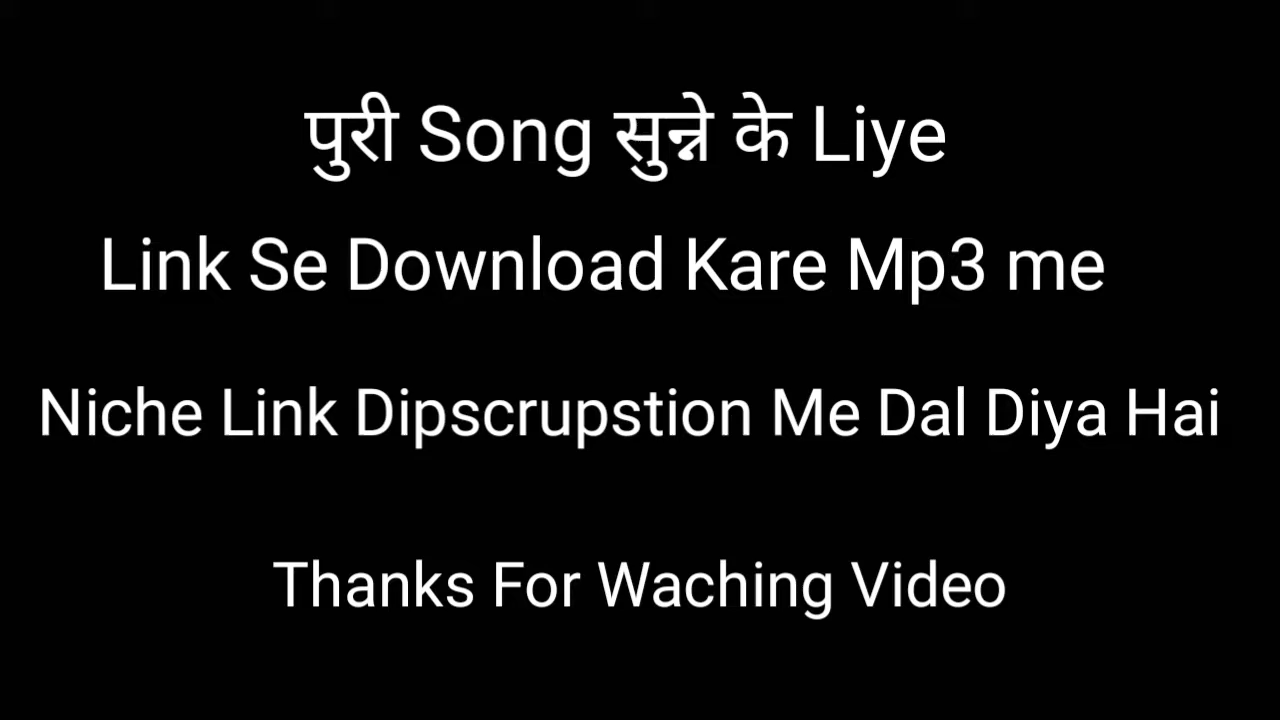 पुरी Song सुन्ने के Liye
Link Se Download Kare Mp3 me
Niche Link Dipscrupstion Me Dal Diya Hai
Thanks For Waching Video